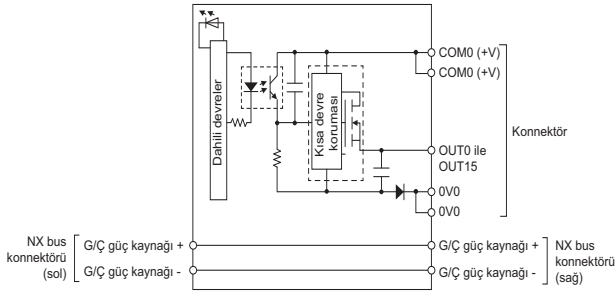 COM0 (+V)
COM0 (+V)
Dahili devreler
Kısa devre
koruması
Konnektör
OUT0 ile
OUT15
0V0
0V0
NX bus
konnektörü
(sol)
G/Ç güç kaynağı +
G/Ç güç kaynağı -
G/Ç güç kaynağı +
G/Ç güç kaynağı -
NX bus
konnektörü
(sağ)